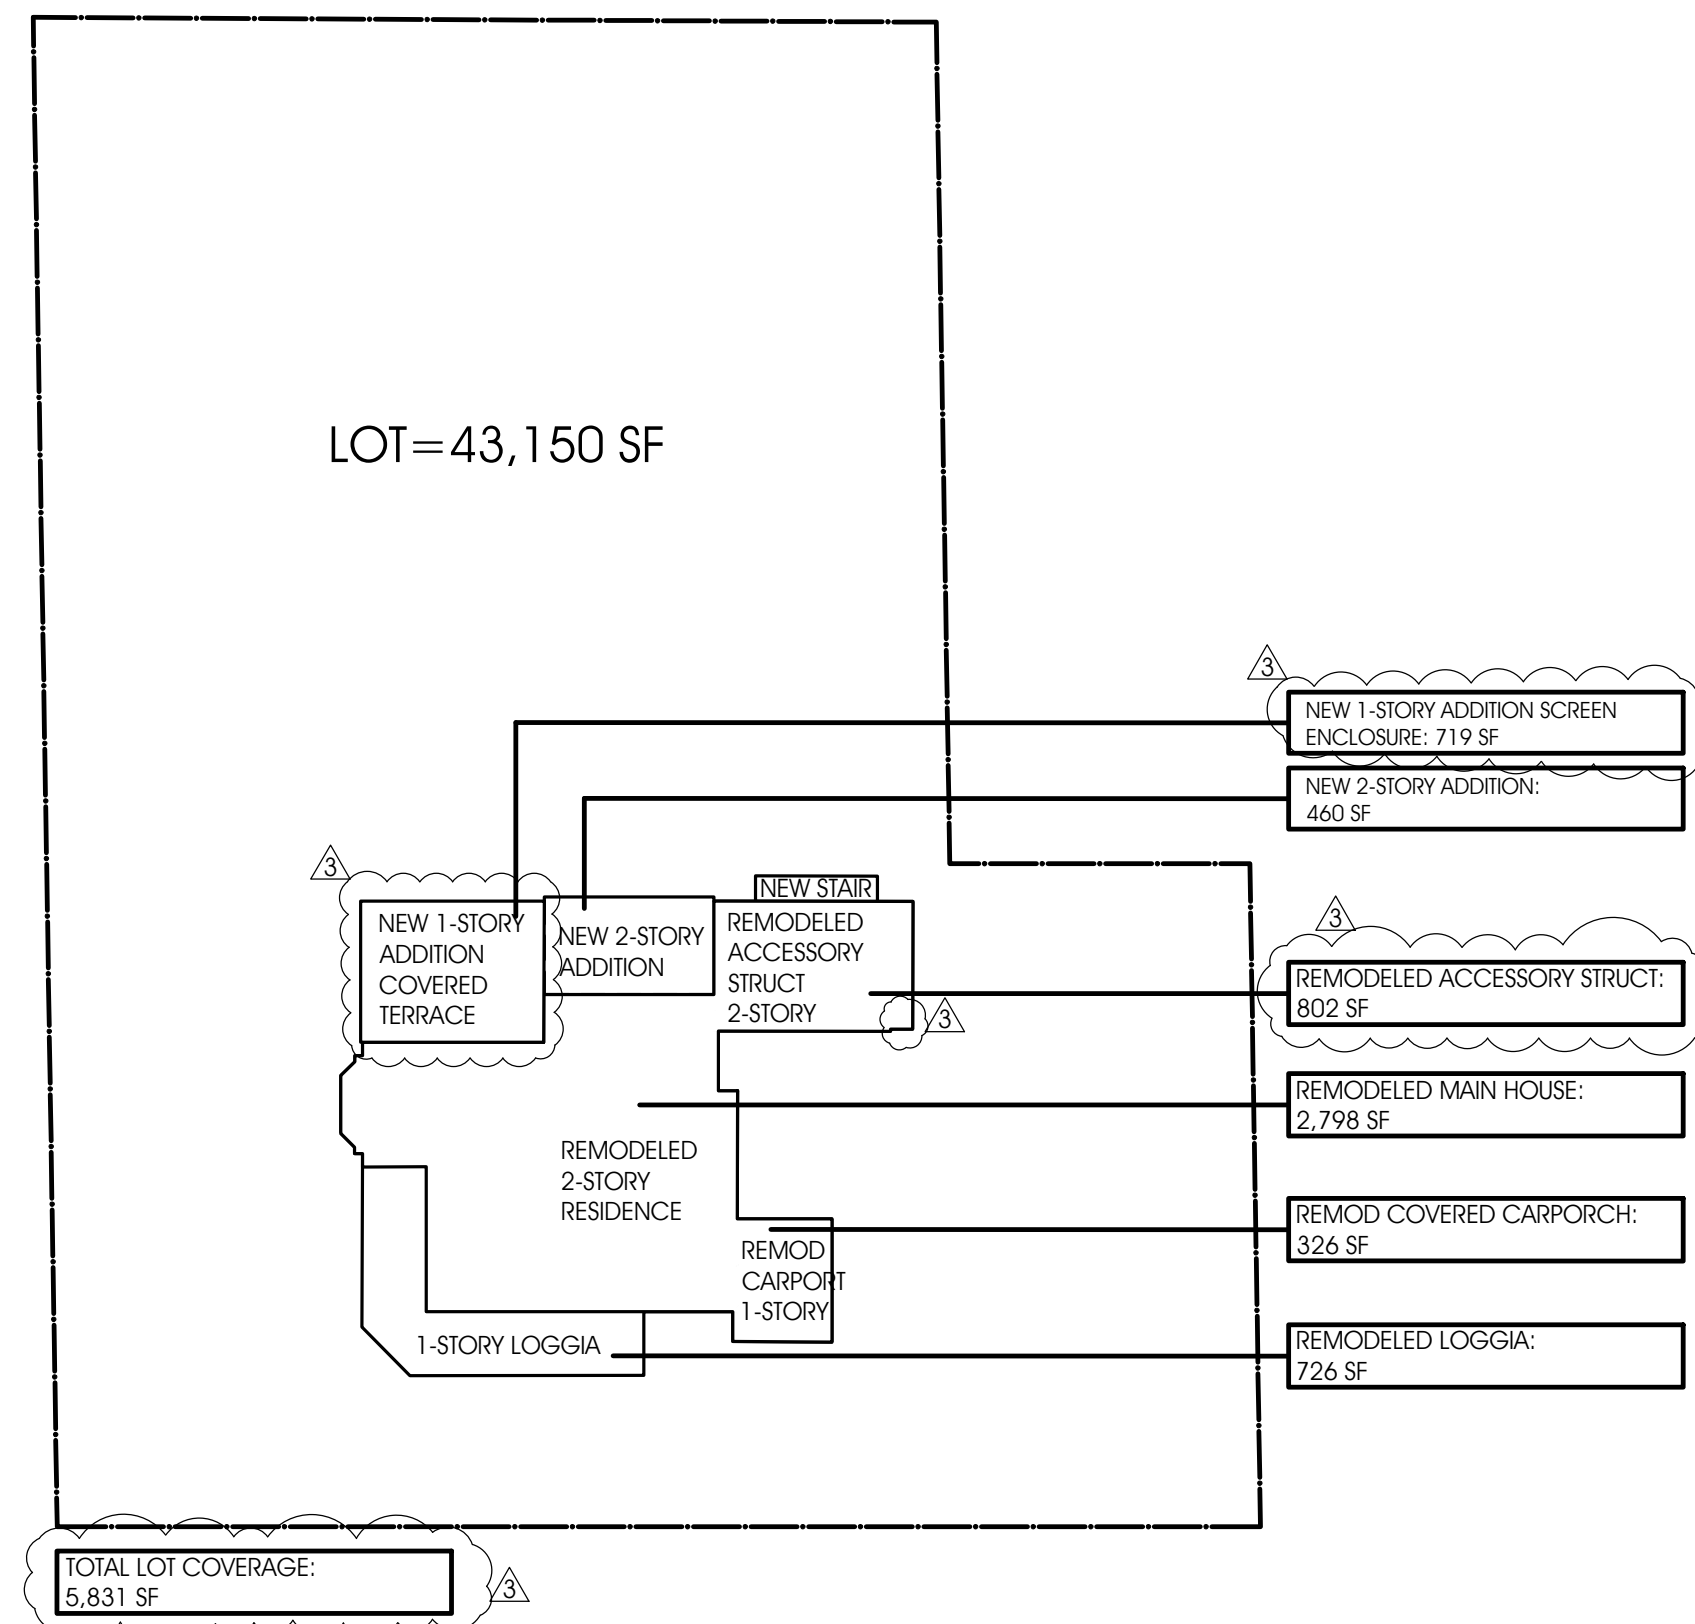 LOT=43,150 SF
3
NEW 1-STORY ADDITION SCREEN
ENCLOSURE: 719 SF
NEW 2-STORY ADDITION:
460 SF
3
NEW 1-STORY
ADDITION
COVERED
TERRACE
NEW 2-STORY
ADDITION
NEW STAIR
REMODELED
ACCESSORY
STRUCT
2-STORY
3
3
REMODELED ACCESSORY STRUCT:
802 SF
REMODELED MAIN HOUSE:
2,798 SF
REMODELED
2-STORY
RESIDENCE
REMOD COVERED CARPORCH:
326 SF
REMOD
CARPORT
1-STORY
1-STORY LOGGIA
REMODELED LOGGIA:
726 SF
TOTAL LOT COVERAGE:
5,831 SF
3